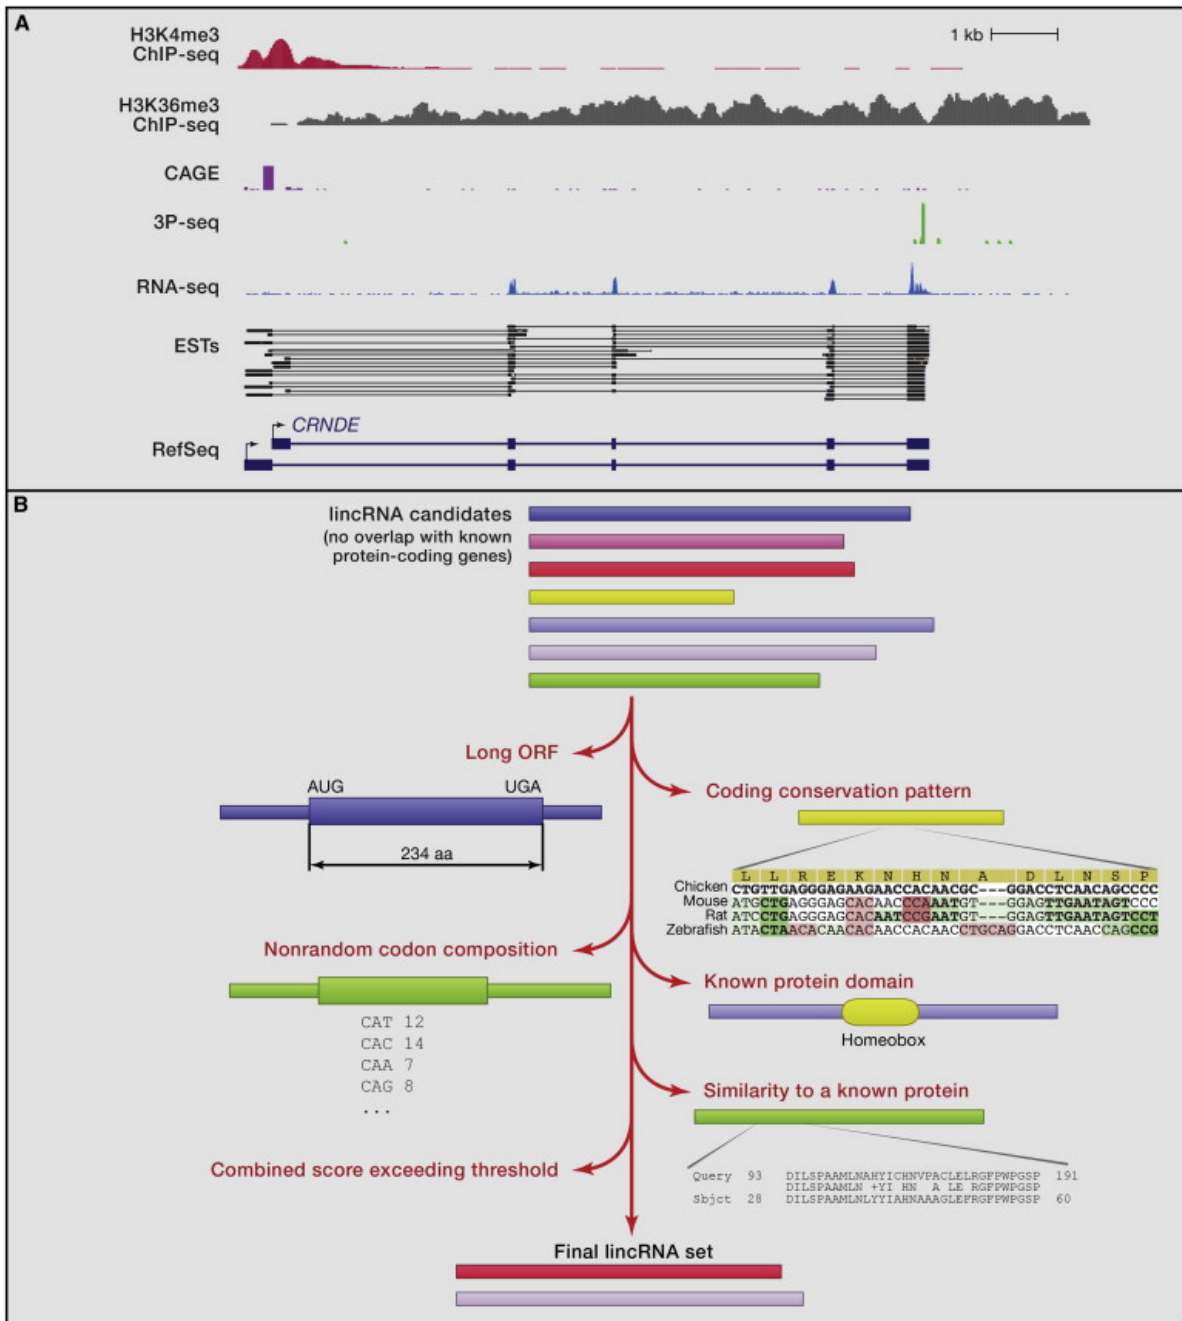 A
H3K4me3
ChIP-seq
1 kb
H3K36me3
ChIP-seq
CAGE
3P-seq
RNA-seq
ESTs
CRNDE
RefSeq
B
lincRNA candidates
(no overlap with known
protein-coding genes)
Long ORF
AUG UGA
234 aa
Coding conservation pattern
L L R E K N H N A D L N S P
Chicken CTGTTGAGGGAGAAGAACCACAACGC---GGACCTCAACAGCCCC
Mouse ATGCTGAGGGAGCACAACCCAAATGT---GGAGTTGAATAGTCCC
Rat ATCCTGAGGGAGCACAATCCGAATGT---GGAGTTGAATAGTCCT
Zebrafish ATACTAACACAACACAACCACAACCTGCAGGACCTCAACCAGCCG
Nonrandom codon composition
CAT 12
CAC 14
CAA 7
CAG 8
...
Known protein domain
Homeobox
Similarity to a known protein
Query 93 DILSPAAMLNAHYICHNVPACLELRGFPWPGSP 191
DILSPAAMLN +YI HN A LE RGFPWPGSP
Sbjct 28 DILSPAAMLNLYYIAHNAAAGLEFRGFPWPGSP 60
Combined score exceeding threshold
Final lincRNA set